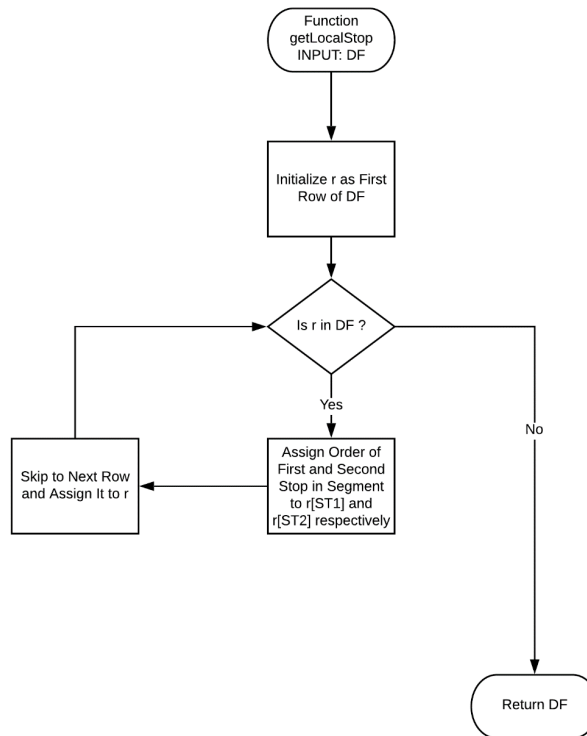 Function
getLocalStop
INPUT: DF
Initialize r as First
Row of DF
Is r in DF ?
Yes
No
Assign Order of
First and Second
Stop in Segment
to r[ST1] and
r[ST2] respectively
Skip to Next Row
and Assign It to r
Return DF